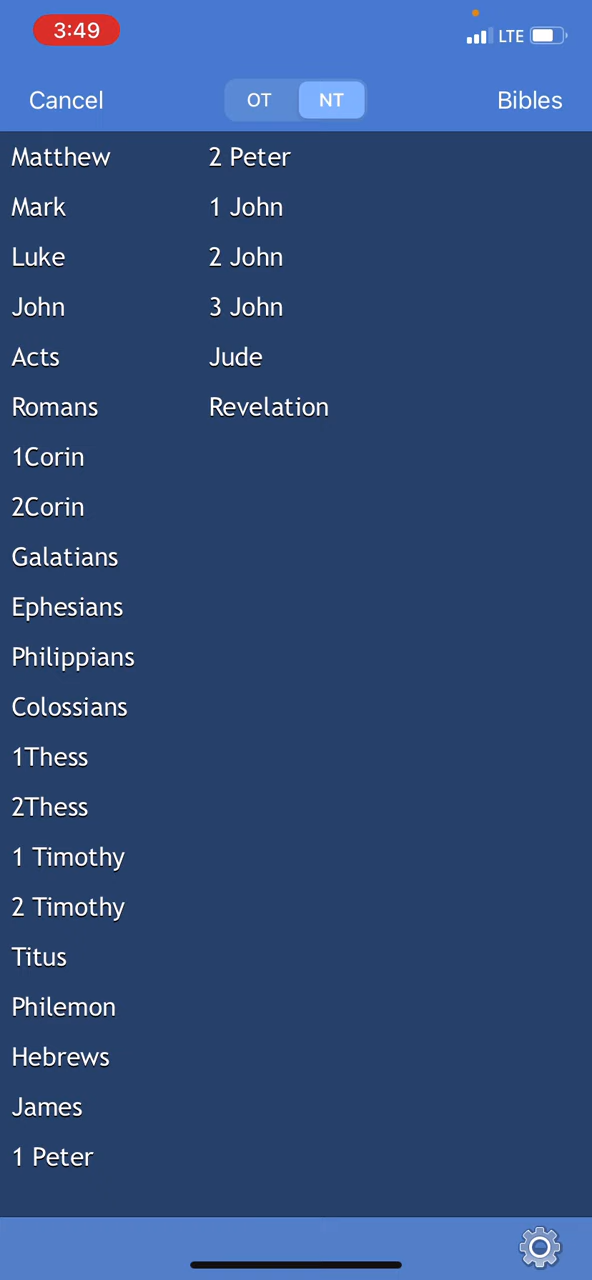 3:49
LTE
Cancel
OT
NT
Bibles
Matthew
Mark
Luke
John
Acts
Romans
1Corin
2Corin
Galatians
Ephesians
Philippians
Colossians
1Thess
2Thess
1 Timothy
2 Timothy
Titus
Philemon
Hebrews
James
1 Peter
2 Peter
1 John
2 John
3 John
Jude
Revelation